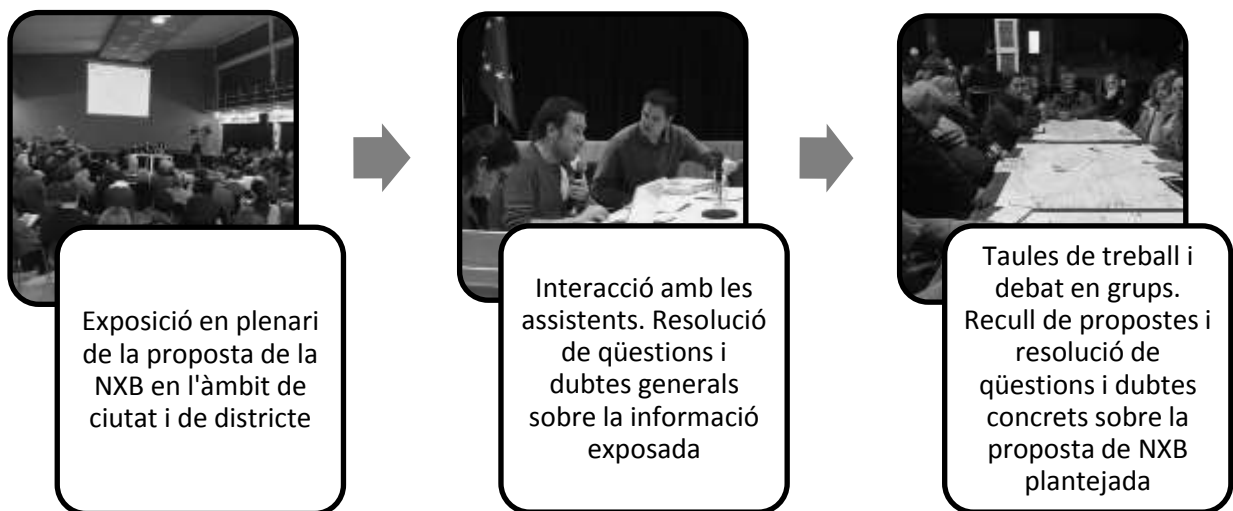 Exposició en plenari
de la proposta de la
NXB en l'àmbit de
ciutat i de districte
Interacció amb les
assistents. Resolució
de qüestions i
dubtes generals
sobre la informació
exposada
Taules de treball i
debat en grups.
Recull de propostes i
resolució de
qüestions i dubtes
concrets sobre la
proposta de NXB
plantejada